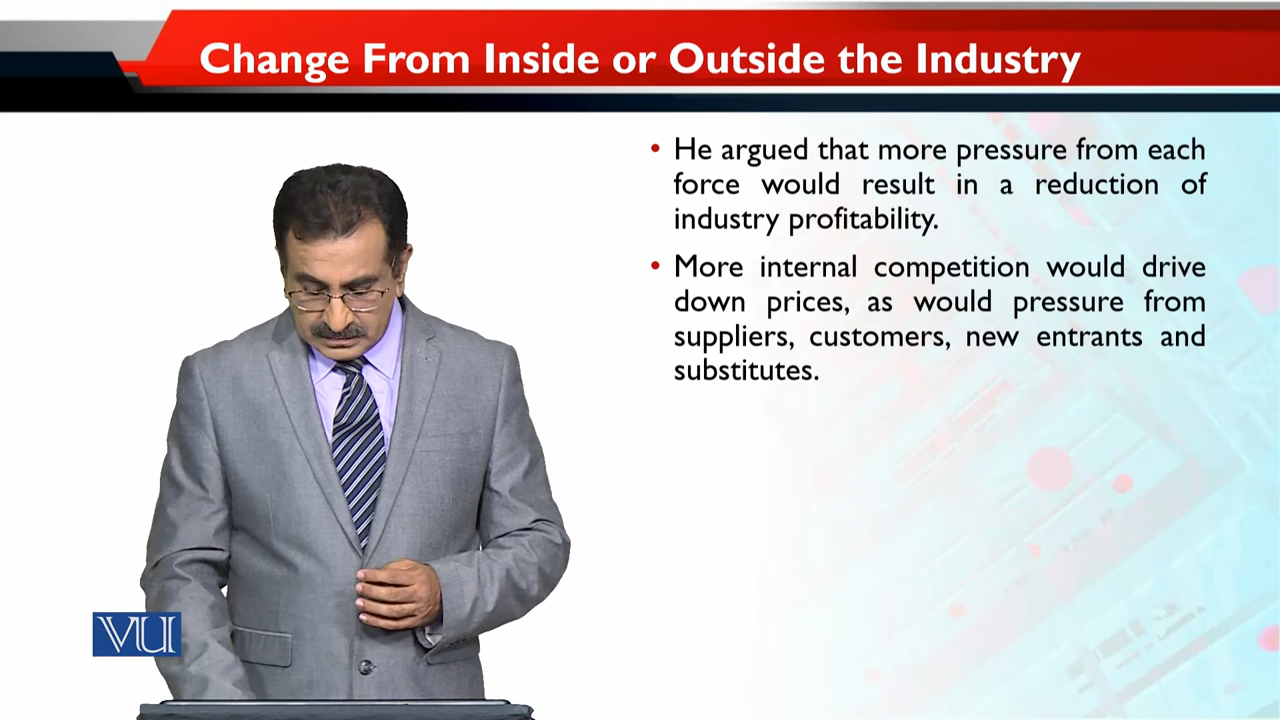 Change From Inside or Outside the Industry
• He argued that more pressure from each
force would result in a reduction of
industry profitability.
• More internal competition would drive
down prices, as would pressure from
suppliers, customers, new entrants and
substitutes.
VU